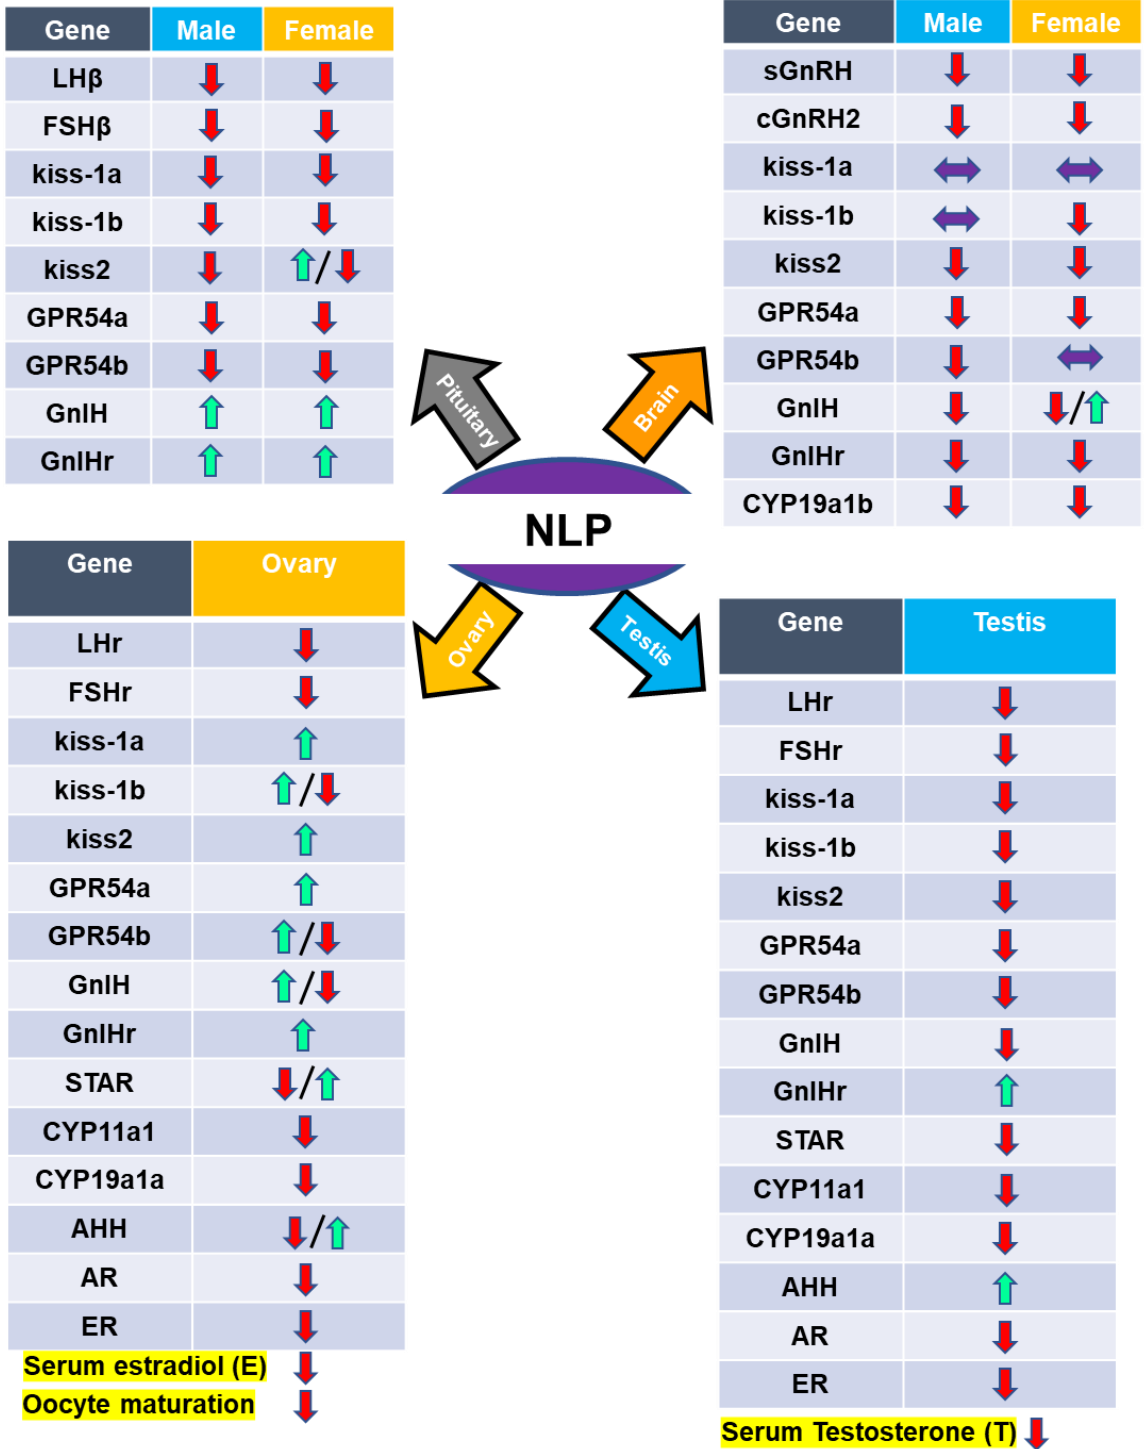 Gene Male Female
LHβ
FSHβ
kiss-1a
kiss-1b
kiss2 /
GPR54a
GPR54b
GnIH
GnIHr
Gene Male Female
sGnRH
cGnRH2
kiss-1a
kiss-1b
kiss2
GPR54a
GPR54b
GnIH /
GnIHr
CYP19a1b
Pituitary
Brain
NLP
Ovary
Testis
Gene Ovary
LHr
FSHr
kiss-1a
kiss-1b /
kiss2
GPR54a
GPR54b /
GnIH /
GnIHr
STAR /
CYP11a1
CYP19a1a
AHH /
AR
ER
Serum estradiol (E)
Oocyte maturation
Gene Testis
LHr
FSHr
kiss-1a
kiss-1b
kiss2
GPR54a
GPR54b
GnIH
GnIHr
STAR
CYP11a1
CYP19a1a
AHH
AR
ER
Serum Testosterone (T)